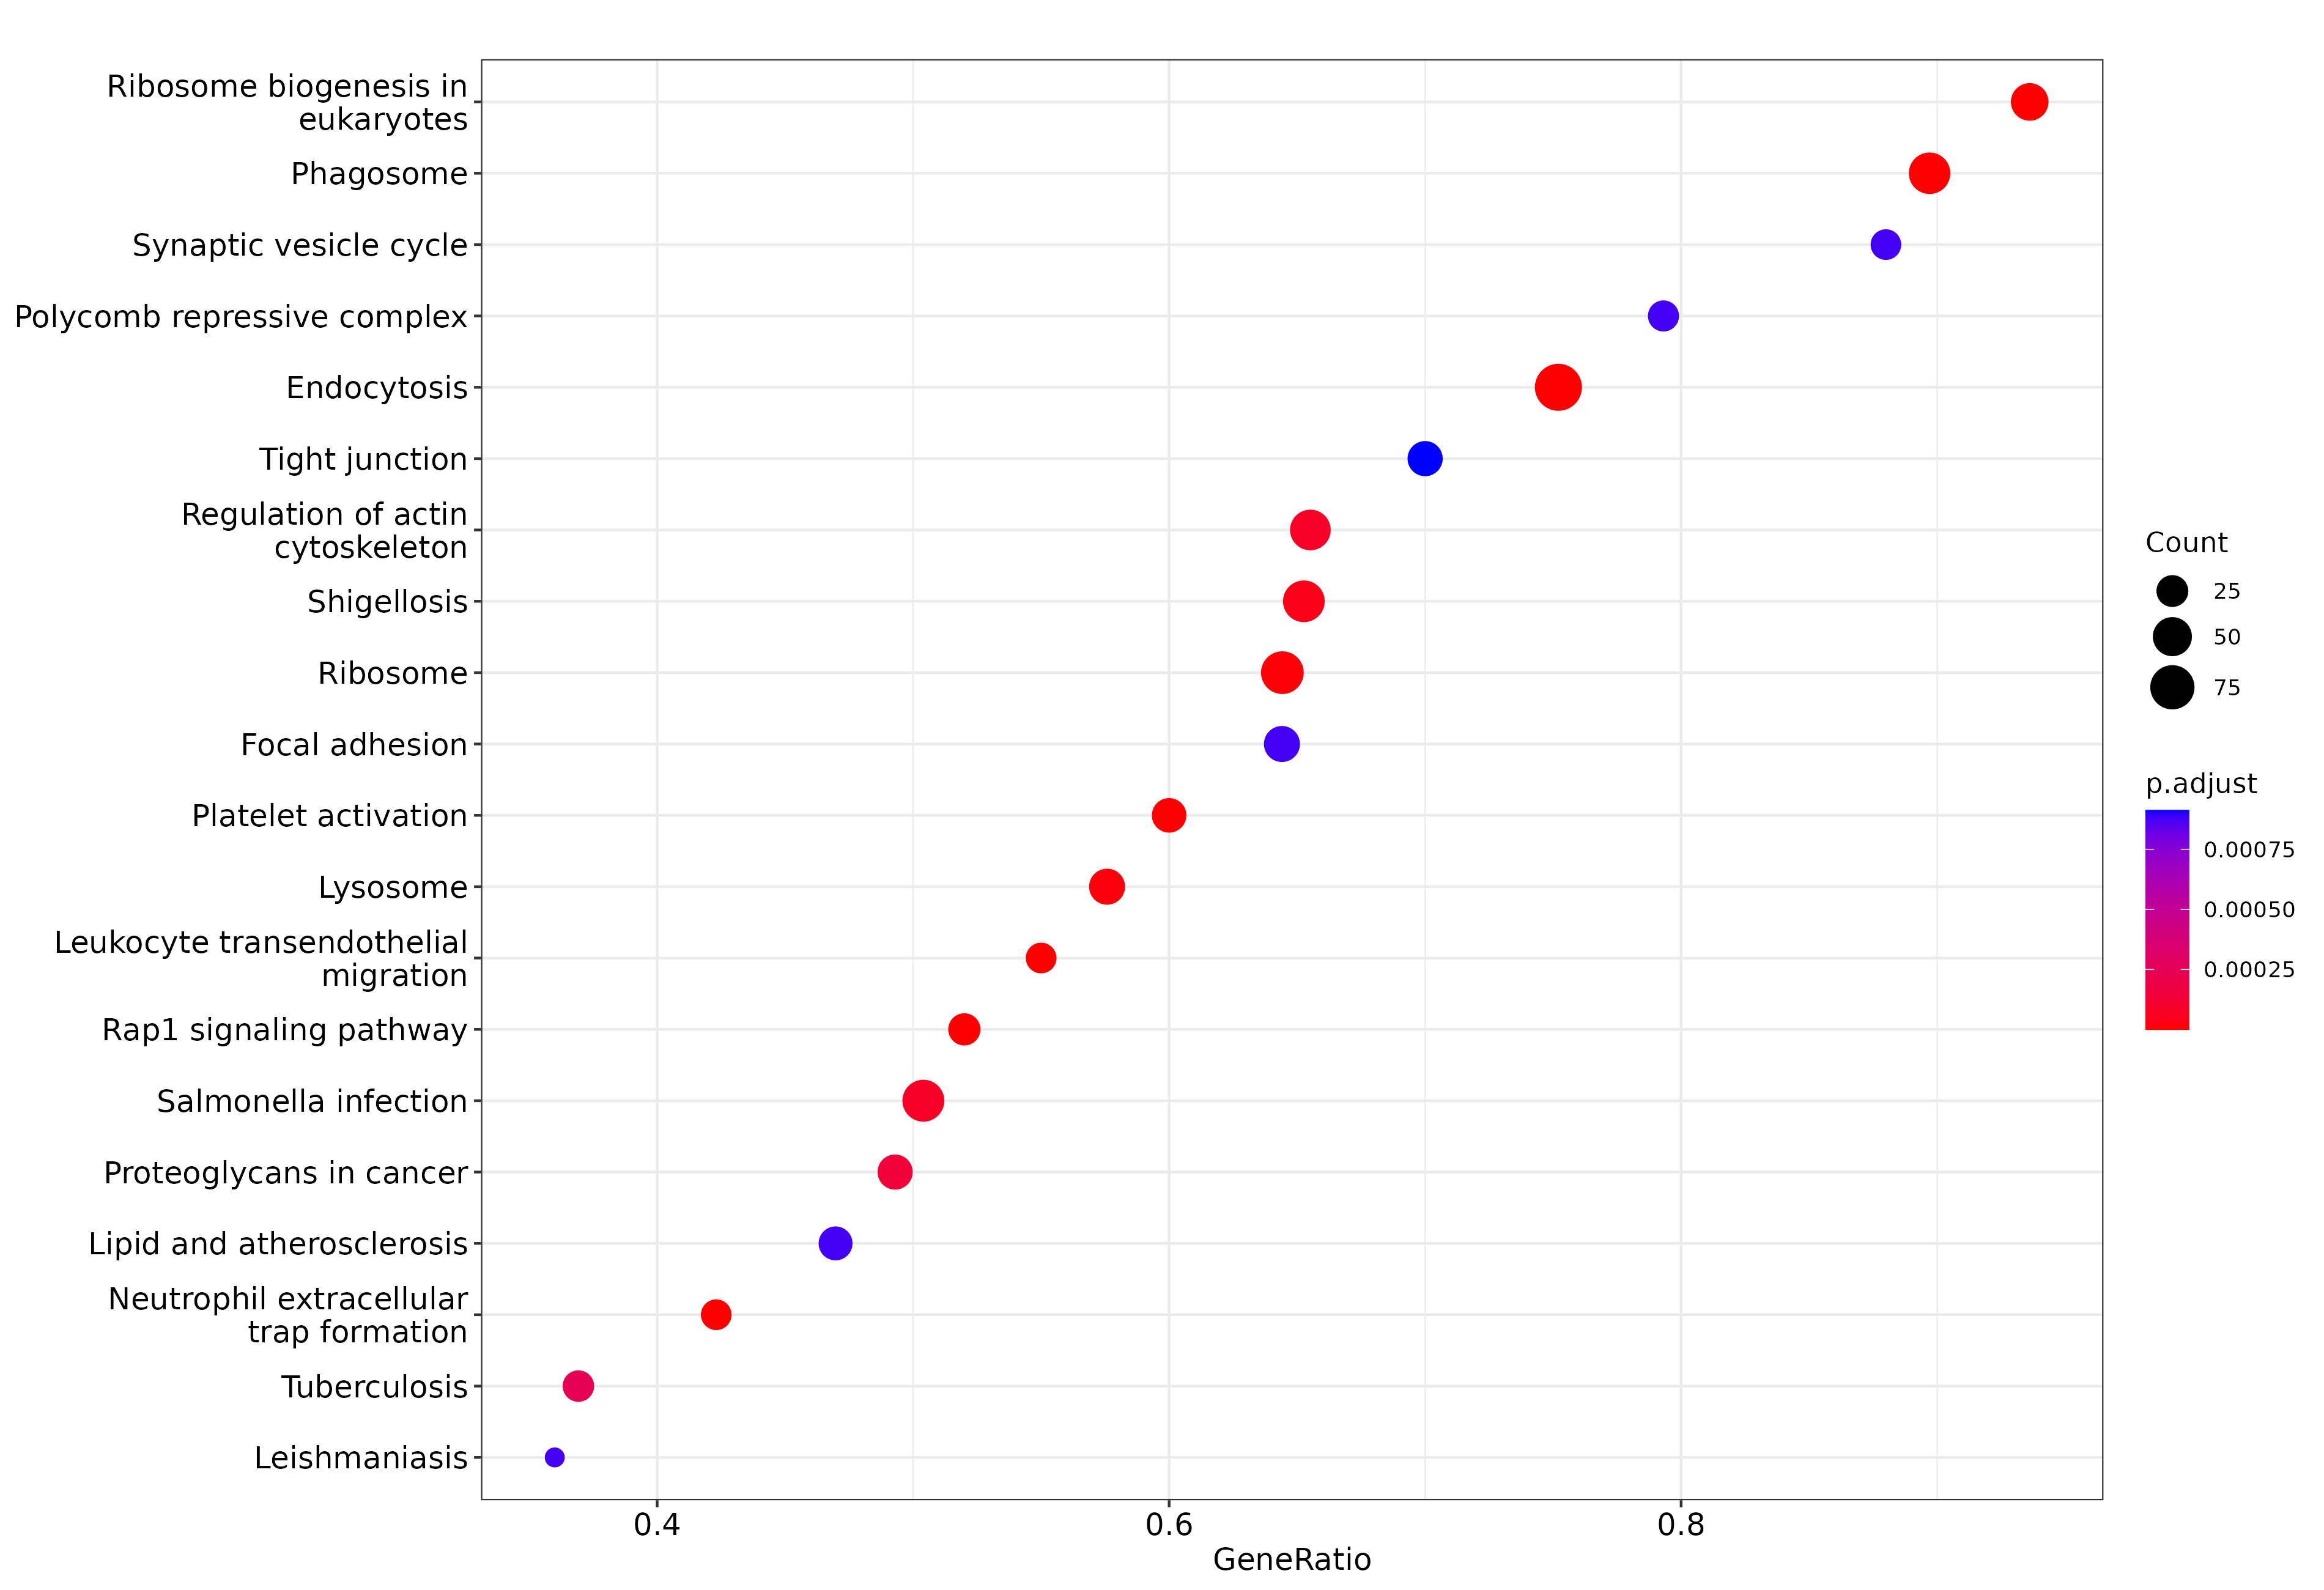 Ribosome biogenesis in
eukaryotes
Phagosome
Synaptic vesicle cycle
Polycomb repressive complex
Endocytosis
Tight junction
Regulation of actin
cytoskeleton
Shigellosis
Ribosome
Focal adhesion
Platelet activation
Lysosome
Leukocyte transendothelial
migration
Rap1 signaling pathway
Salmonella infection
Proteoglycans in cancer
Lipid and atherosclerosis
Neutrophil extracellular
trap formation
Tuberculosis
Leishmaniasis
0.4
0.6
0.8
GeneRatio
Count
25
50
75
p.adjust
0.00075
0.00050
0.00025